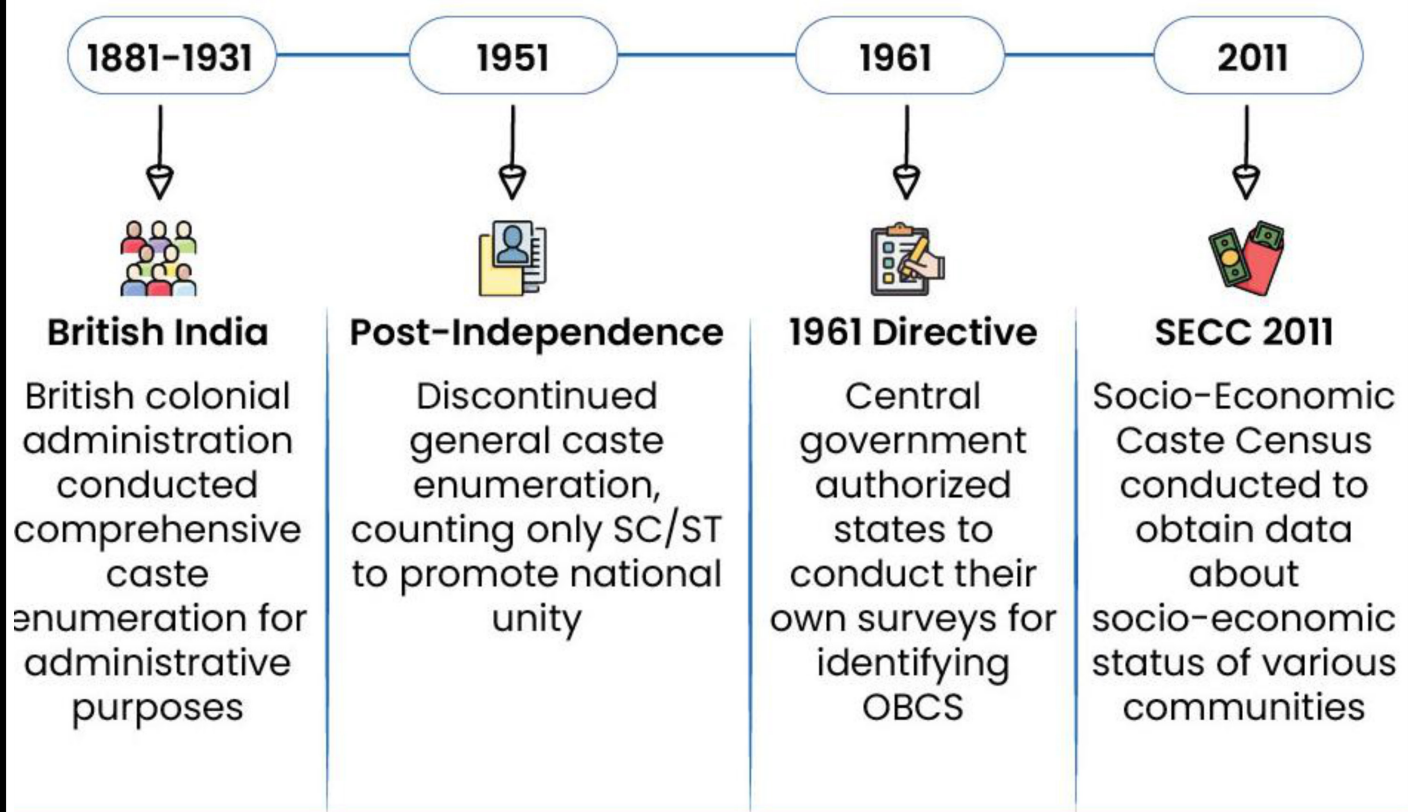 1881-1931
1951
1961
2011
British India
British colonial
administration
conducted
comprehensive
caste
enumeration for
administrative
purposes
Post-Independence
Discontinued
general caste
enumeration,
counting only SC/ST
to promote national
unity
1961 Directive
Central
government
authorized
states to
conduct their
own surveys for
identifying
OBCS
SECC 2011
Socio-Economic
Caste Census
conducted to
obtain data
about
socio-economic
status of various
communities